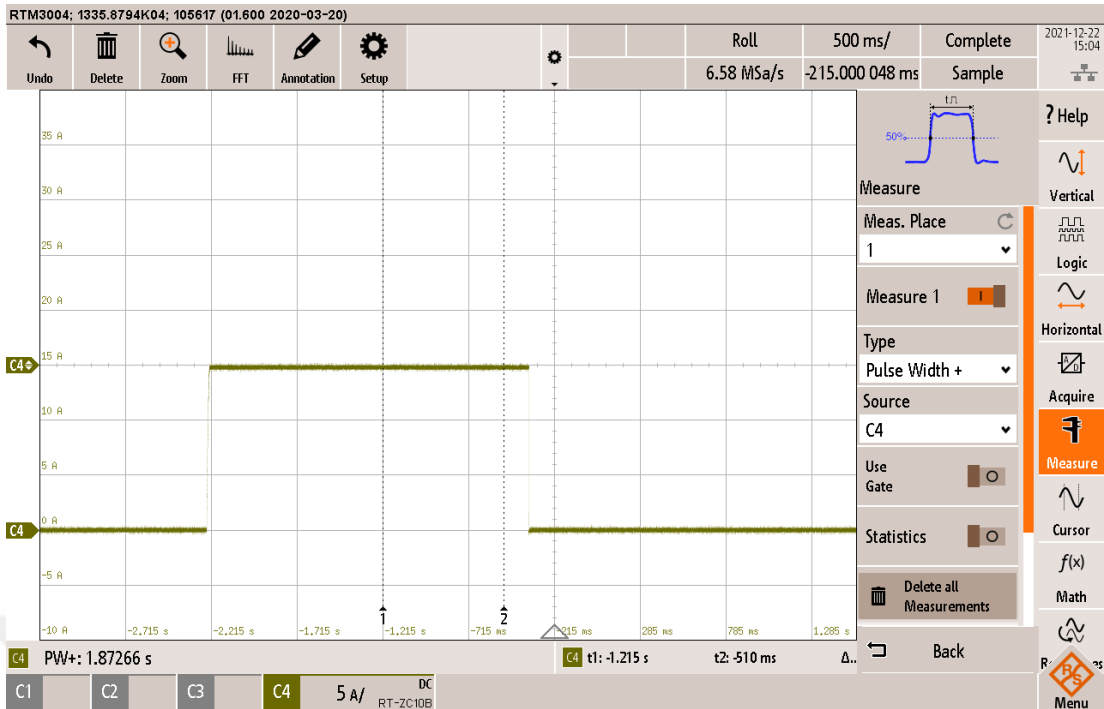 RTM3004; 1335.8794K04; 105617 (01.600 2020-03-20)
Undo Delete Zoom FFT Annotation Setup
Roll 500 ms/ Complete
6.58 MSa/s -215.000 048 ms Sample
2021-12-22
15:04
35 A
30 A
25 A
20 A
C4 15 A
10 A
5 A
C4 0 A
-5 A
-10 A -2.715 s -2.215 s -1.715 s -1.215 s -715 ms -215 ms 285 ms 785 ms 1.285 s
1 2
tΠ
50%
Measure
Meas. Place
1
Measure 1
I
Type
Pulse Width +
Source
C4
Use
Gate
O
Statistics
O
Delete all
Measurements
Back
? Help
Vertical
Logic
Horizontal
A
D
Acquire
Measure
Cursor
f(x)
Math
R/S
Menu
C4 PW+: 1.87266 s
C4 t1: -1.215 s t2: -510 ms Δ..
C1 C2 C3 C4 5 A/ DC
RT-ZC10B